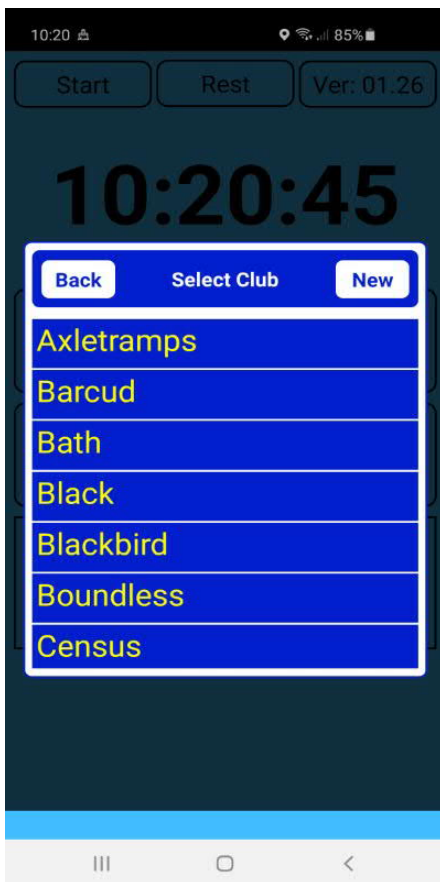 10:20 85%
Start Rest Ver: 01.26
10:20:45
Back Select Club New
Axletramps
Barcud
Bath
Black
Blackbird
Boundless
Census